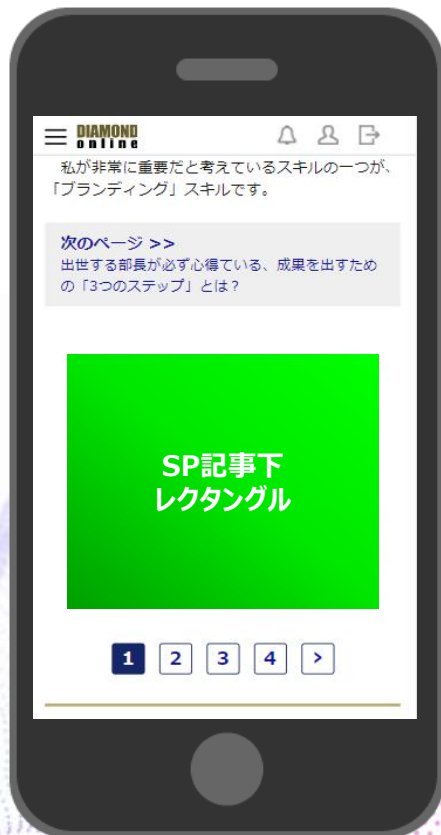 DIAMOND
online
私が非常に重要だと考えているスキルの一つが、
「ブランディング」スキルです。
次のページ >>
出世する部長が必ず心得ている、成果を出すため
の「3つのステップ」とは？
SP記事下
レクタングル
1 2 3 4 >